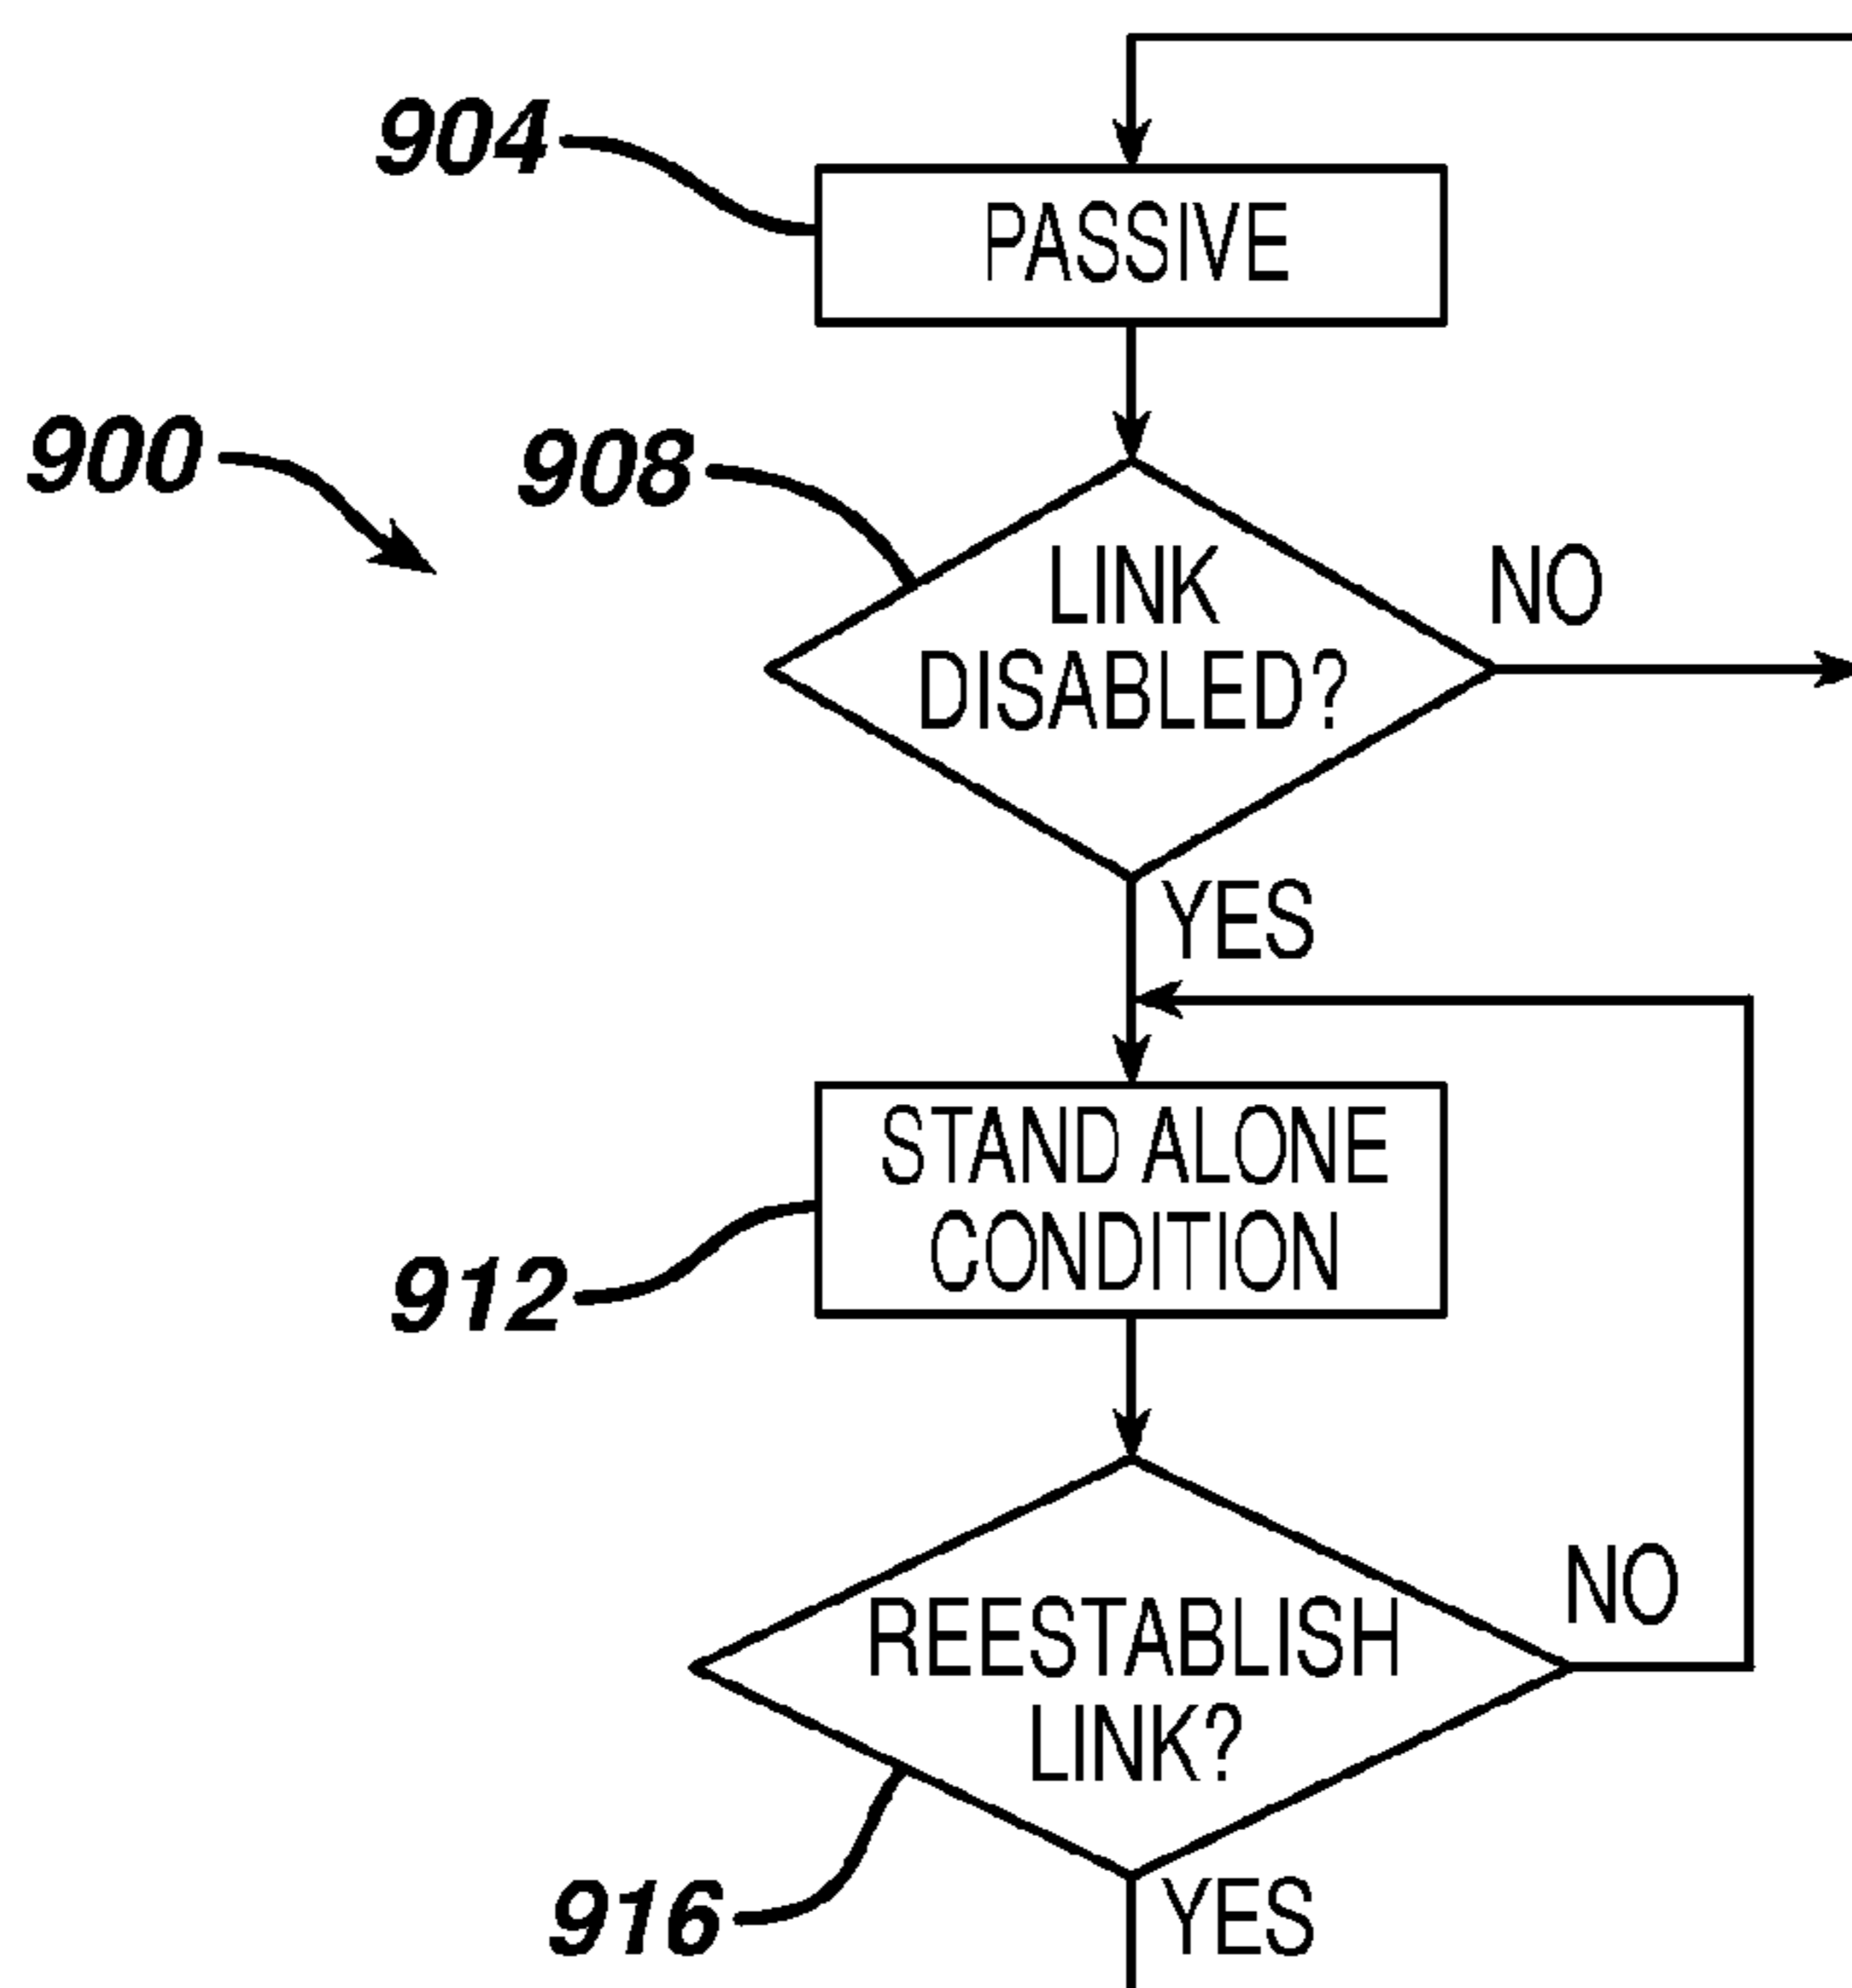 904
PASSIVE
900
908
LINK
DISABLED?
NO
YES
STAND ALONE
CONDITION
912
REESTABLISH
LINK?
NO
916
YES